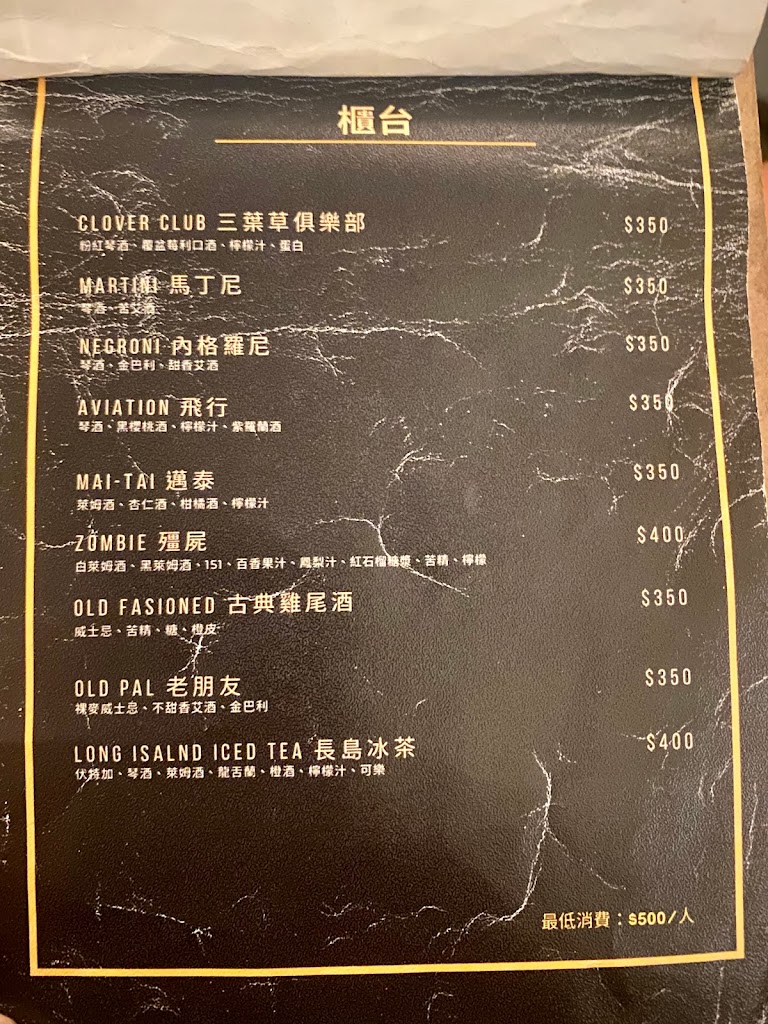 櫃台
CLOVER CLUB 三葉草俱樂部 $350
粉紅琴酒、覆盆莓利口酒、檸檬汁、蛋白
MARTINI 馬丁尼 $350
琴酒、苦艾酒
NEGRONI 內格羅尼 $350
琴酒、金巴利、甜香艾酒
AVIATION 飛行 $350
琴酒、黑櫻桃酒、檸檬汁、紫羅蘭酒
MAI-TAI 邁泰 $350
萊姆酒、杏仁酒、柑橘酒、檸檬汁
ZOMBIE 殭屍 $400
白萊姆酒、黑萊姆酒、151、百香果汁、鳳梨汁、紅石榴糖漿、苦精、檸檬
OLD FASIONED 古典雞尾酒 $350
威士忌、苦精、糖、橙皮
OLD PAL 老朋友 $350
裸麥威士忌、不甜香艾酒、金巴利
LONG ISALND ICED TEA 長島冰茶 $400
伏特加、琴酒、萊姆酒、龍舌蘭、橙酒、檸檬汁、可樂
最低消費：$500/人